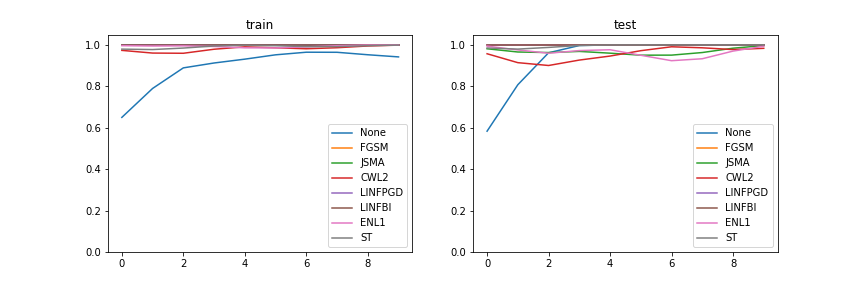 train
1.0
0.8
0.6
0.4
0.2
0.0
0 2 4 6 8
None
FGSM
JSMA
CWL2
LINFPGD
LINFBI
ENL1
ST
test
1.0
0.8
0.6
0.4
0.2
0.0
0 2 4 6 8
None
FGSM
JSMA
CWL2
LINFPGD
LINFBI
ENL1
ST